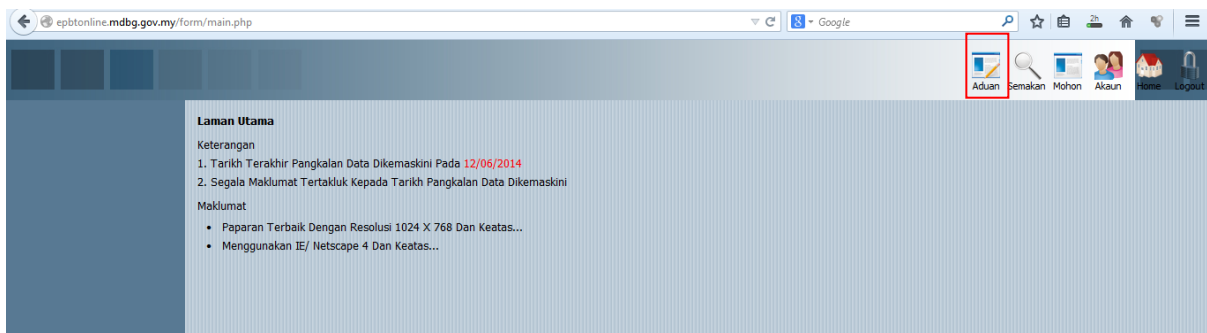 epbtonline.mdbg.gov.my/form/main.php
Google
2h
Aduan Semakan Mohon Akaun Home Logout
Laman Utama
Keterangan
1. Tarikh Terakhir Pangkalan Data Dikemaskini Pada 12/06/2014
2. Segala Maklumat Tertakluk Kepada Tarikh Pangkalan Data Dikemaskini
Maklumat
• Paparan Terbaik Dengan Resolusi 1024 X 768 Dan Keatas...
• Menggunakan IE/ Netscape 4 Dan Keatas...